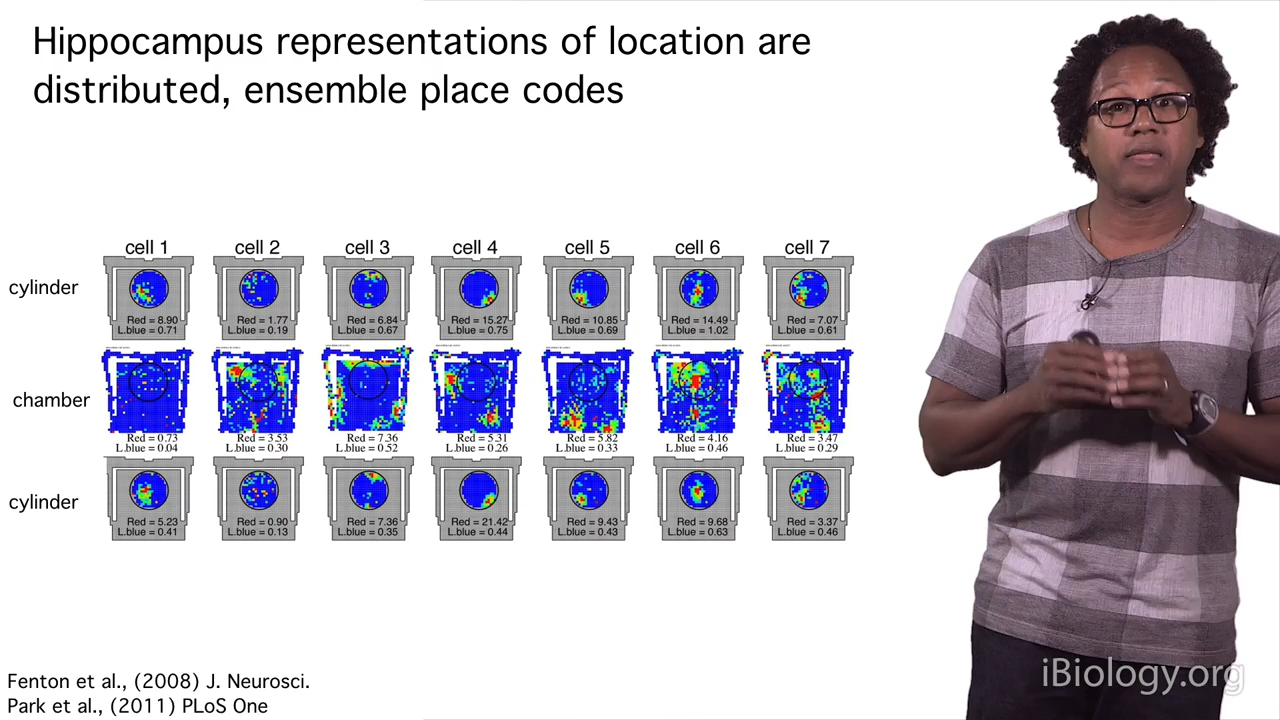 Hippocampus representations of location are
distributed, ensemble place codes
cell 1 cell 2 cell 3 cell 4 cell 5 cell 6 cell 7
cylinder
Red = 8.90 Red = 1.77 Red = 6.84 Red = 15.27 Red = 10.85 Red = 14.49 Red = 7.07
L.blue = 0.71 L.blue = 0.19 L.blue = 0.67 L.blue = 0.75 L.blue = 0.69 L.blue = 1.02 L.blue = 0.61
chamber
Red = 0.73 Red = 3.53 Red = 7.36 Red = 5.31 Red = 5.82 Red = 4.16 Red = 3.47
L.blue = 0.04 L.blue = 0.30 L.blue = 0.52 L.blue = 0.26 L.blue = 0.33 L.blue = 0.46 L.blue = 0.29
cylinder
Red = 5.23 Red = 0.90 Red = 7.36 Red = 21.42 Red = 9.43 Red = 9.68 Red = 3.37
L.blue = 0.41 L.blue = 0.13 L.blue = 0.35 L.blue = 0.44 L.blue = 0.43 L.blue = 0.63 L.blue = 0.46
Fenton et al., (2008) J. Neurosci.
Park et al., (2011) PLoS One
iBiology.org